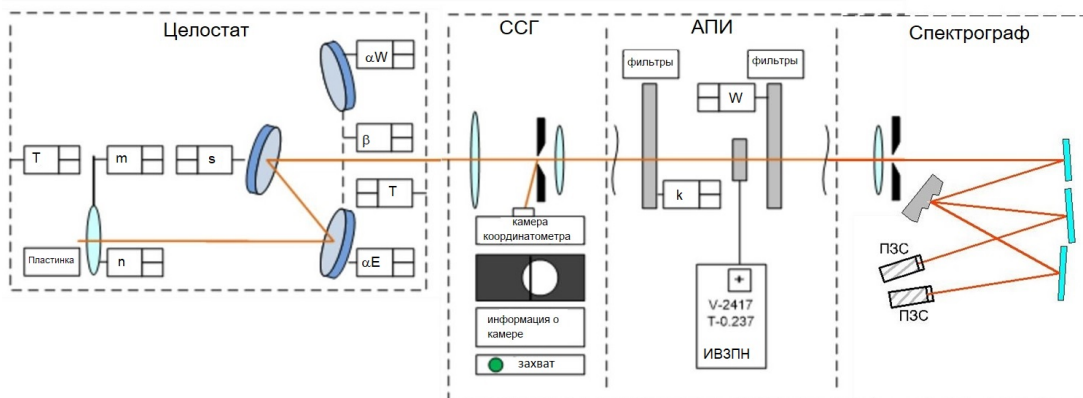 Целостат
ССГ
АПИ
Спектрограф
αW
фильтры
фильтры
W
β
T
m
s
T
k
Пластинка
n
αE
камера
координатометра
V-2417
T-0.237
ИВЗПН
информация о
камере
захват
ПЗС
ПЗС